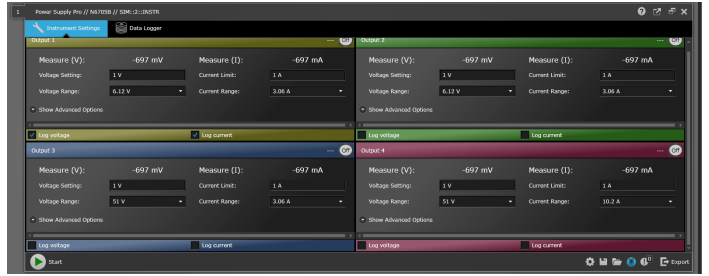 1 Power Supply Pro // N6705B // SIM::2::INSTR
Instrument Settings Data Logger
Output 1 --- Off
Measure (V): -697 mV Measure (I): -697 mA
Voltage Setting: 1 V Current Limit: 1 A
Voltage Range: 6.12 V Current Range: 3.06 A
Show Advanced Options
Log voltage Log current
Output 2 --- Off
Measure (V): -697 mV Measure (I): -697 mA
Voltage Setting: 1 V Current Limit: 1 A
Voltage Range: 6.12 V Current Range: 3.06 A
Show Advanced Options
Log voltage Log current
Output 3 --- Off
Measure (V): -697 mV Measure (I): -697 mA
Voltage Setting: 1 V Current Limit: 1 A
Voltage Range: 51 V Current Range: 3.06 A
Show Advanced Options
Log voltage Log current
Output 4 --- Off
Measure (V): -697 mV Measure (I): -697 mA
Voltage Setting: 1 V Current Limit: 1 A
Voltage Range: 51 V Current Range: 10.2 A
Show Advanced Options
Log voltage Log current
Start 0 Export